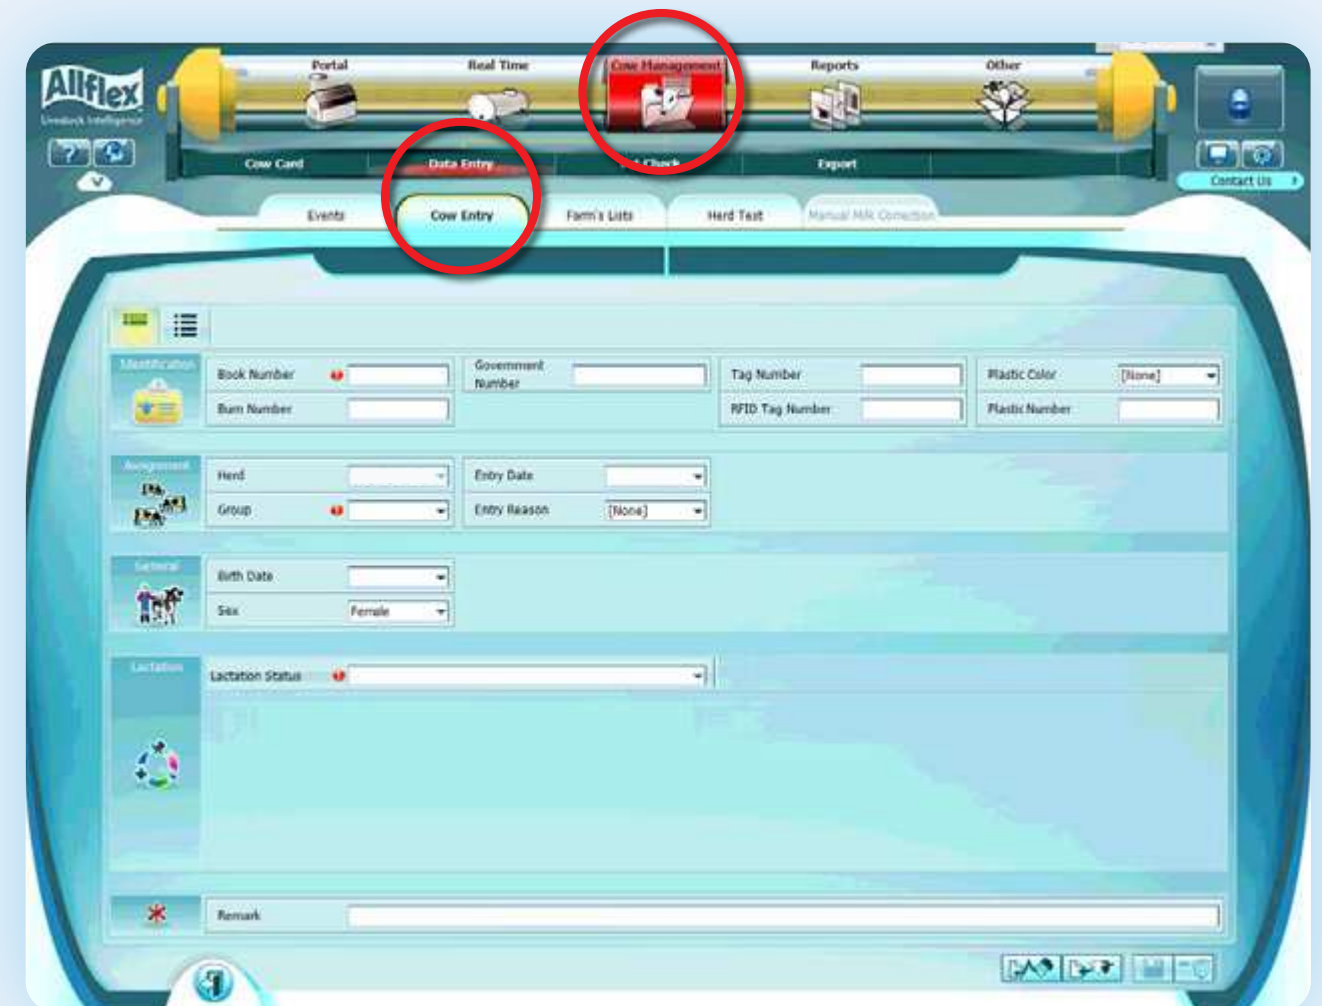 Allflex
Livestock Intelligence
Portal Real Time Cow Management Reports Other
Contact Us
Cow Card Data Entry Check Export
Events Cow Entry Farm's Lists Herd Test Manual Milk Correction
Identification
Book Number Government Number Tag Number Plastic Color [None]
Burn Number RFID Tag Number Plastic Number
Assignment
Herd Entry Date
Group Entry Reason [None]
General
Birth Date
Sex Female
Lactation
Lactation Status
Remark